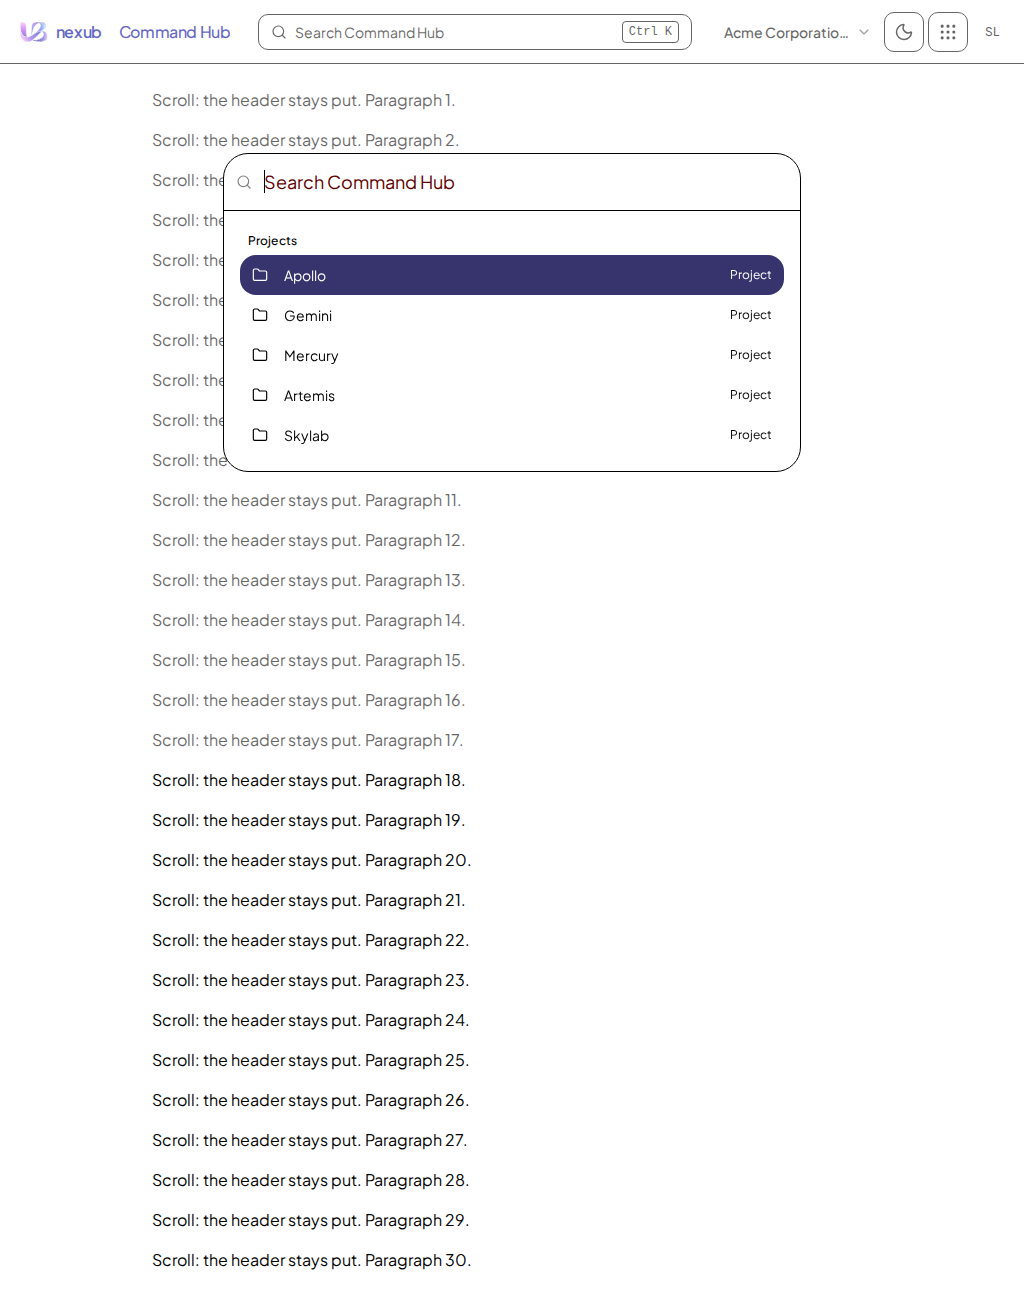 nexub Command Hub Search Command Hub Ctrl K Acme Corporatio... SL
Scroll: the header stays put. Paragraph 1.
Scroll: the header stays put. Paragraph 2.
Scroll: the
Search Command Hub
Scroll: the
Projects
Scroll: the
Apollo Project
Scroll: the
Gemini Project
Scroll: the
Mercury Project
Scroll: the
Artemis Project
Scroll: the
Skylab Project
Scroll: the
Scroll: the header stays put. Paragraph 11.
Scroll: the header stays put. Paragraph 12.
Scroll: the header stays put. Paragraph 13.
Scroll: the header stays put. Paragraph 14.
Scroll: the header stays put. Paragraph 15.
Scroll: the header stays put. Paragraph 16.
Scroll: the header stays put. Paragraph 17.
Scroll: the header stays put. Paragraph 18.
Scroll: the header stays put. Paragraph 19.
Scroll: the header stays put. Paragraph 20.
Scroll: the header stays put. Paragraph 21.
Scroll: the header stays put. Paragraph 22.
Scroll: the header stays put. Paragraph 23.
Scroll: the header stays put. Paragraph 24.
Scroll: the header stays put. Paragraph 25.
Scroll: the header stays put. Paragraph 26.
Scroll: the header stays put. Paragraph 27.
Scroll: the header stays put. Paragraph 28.
Scroll: the header stays put. Paragraph 29.
Scroll: the header stays put. Paragraph 30.